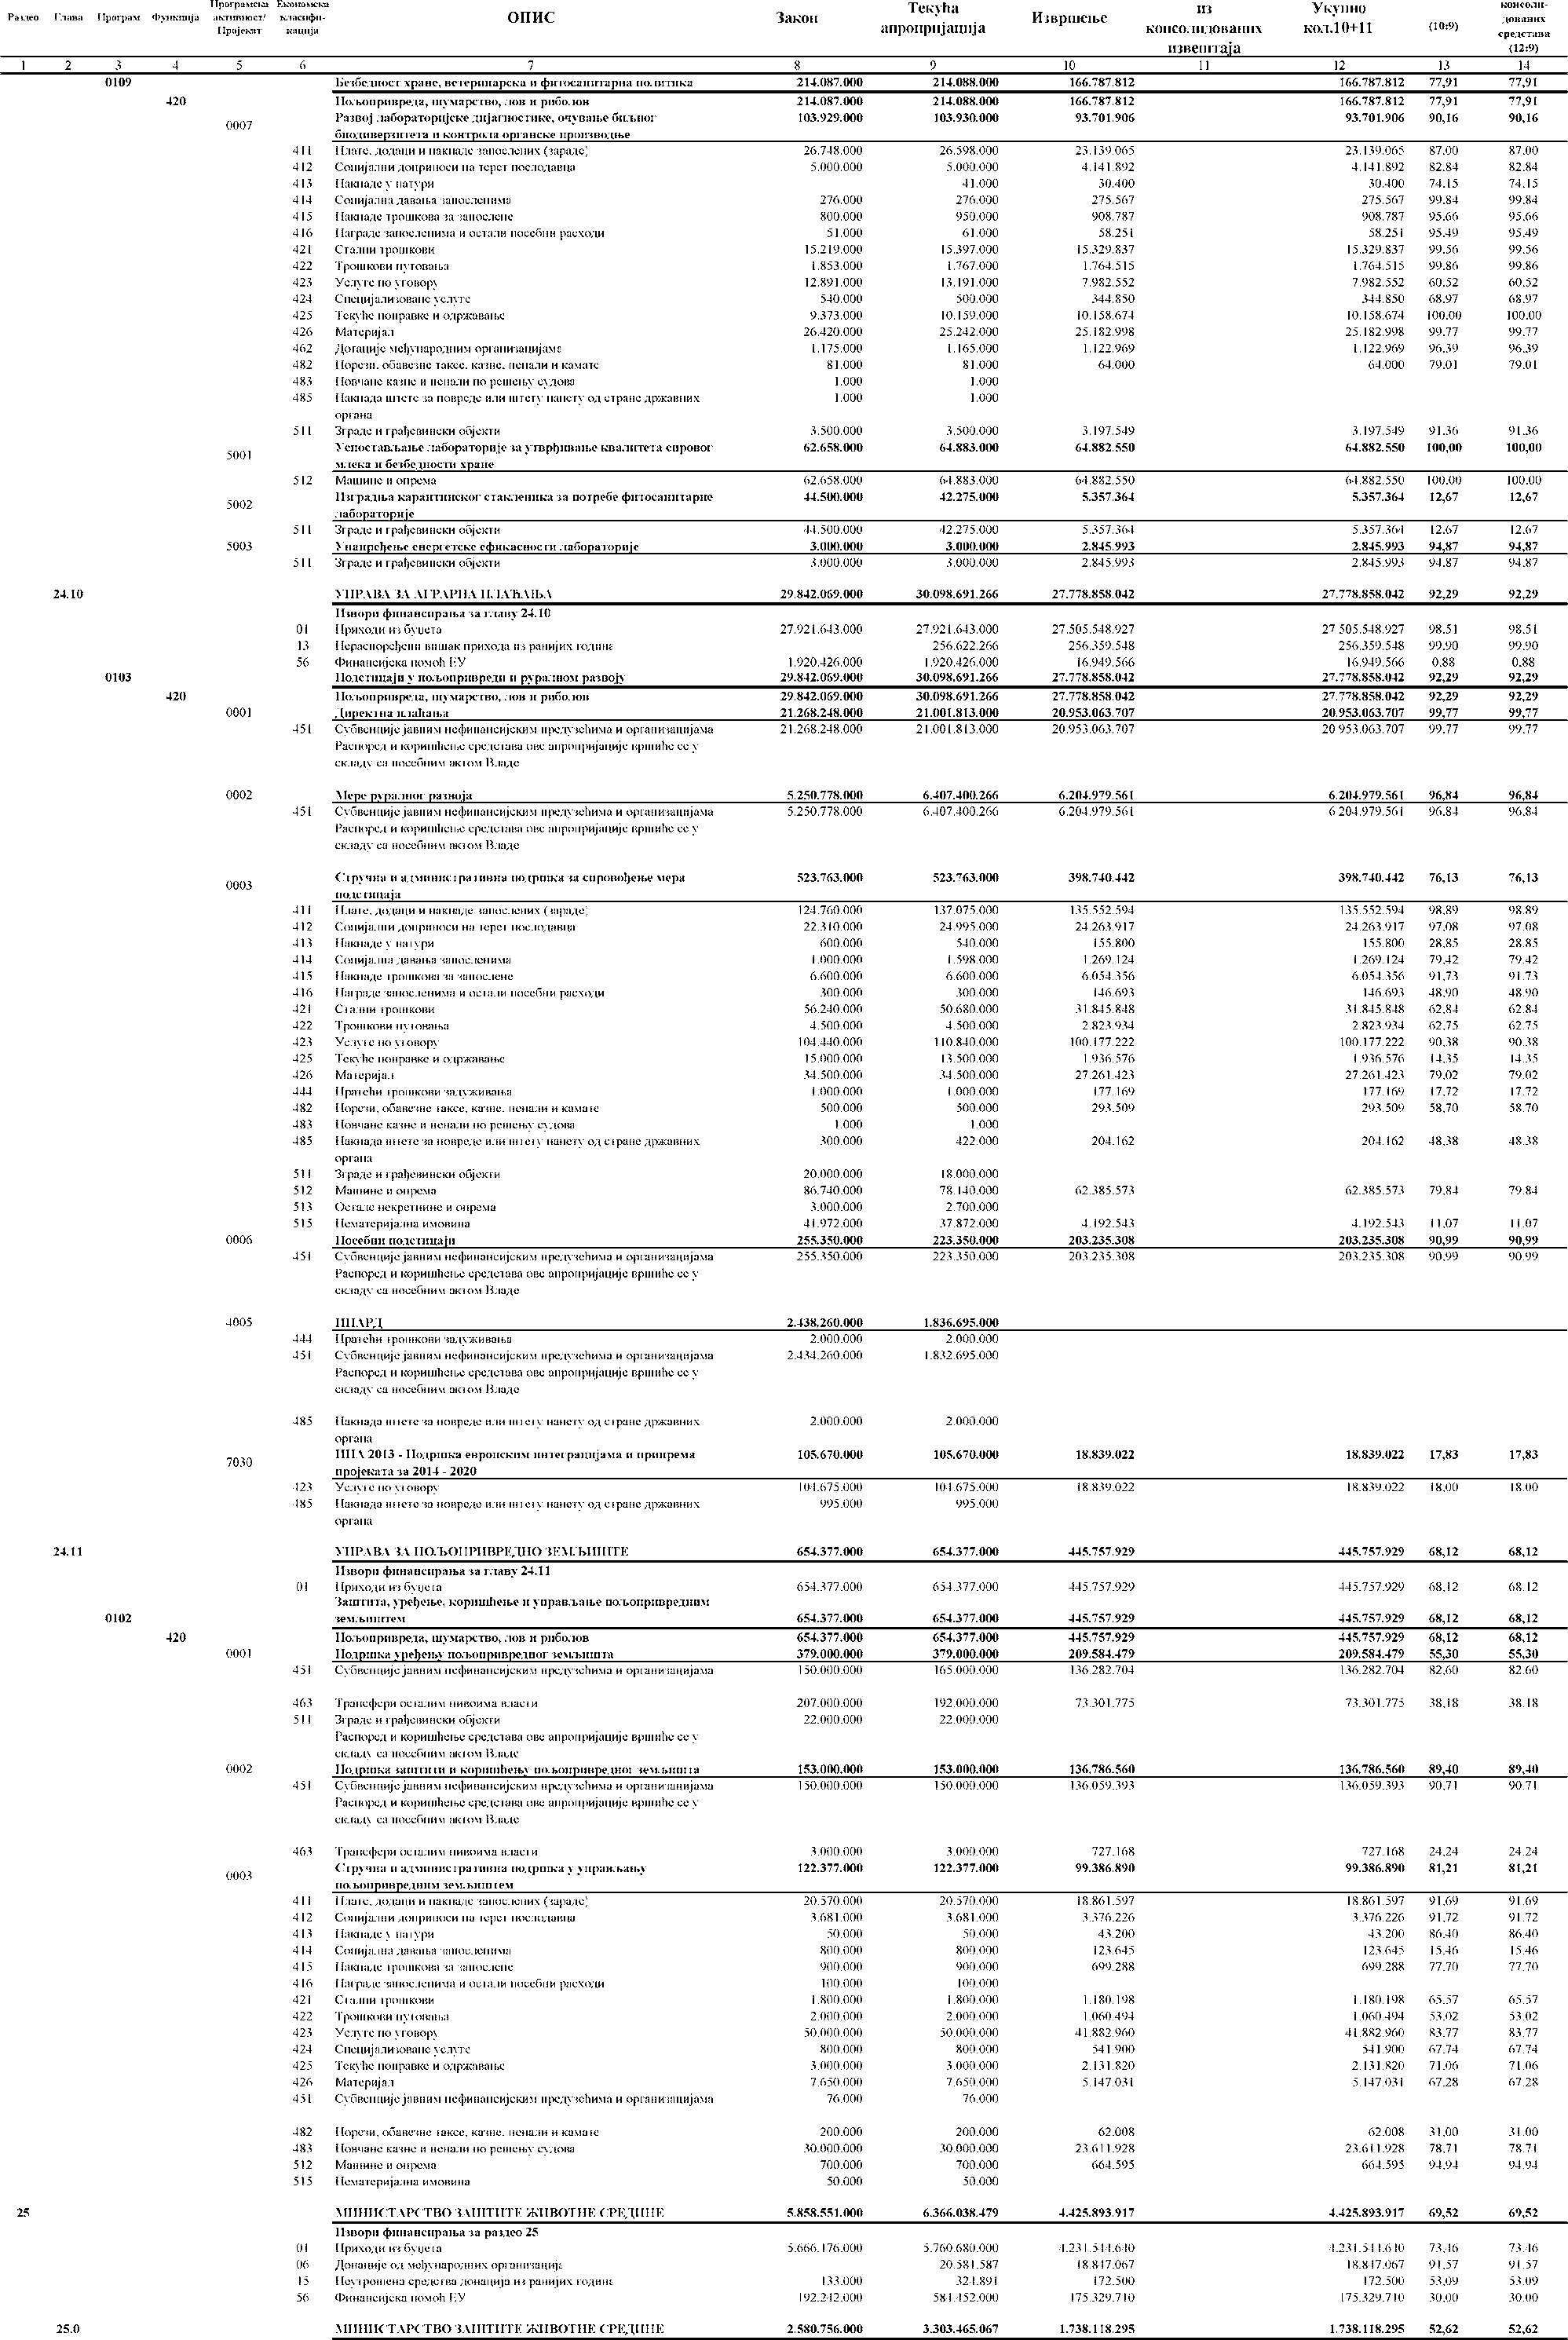 Раздео Глава Програм Функција Програмска активност/ Пројекат Економска класифи- кација ОПИС Закон Текућа апропријација Извршење из консолидованих извештаја Укупно кол.10+11 (10:9) консоли- дованих средстава (12:9)
1 2 3 4 5 6 7 8 9 10 11 12 13 14
0109 Безбедност хране, ветеринарска и фитосанитарна политика 214.087.000 214.088.000 166.787.812 166.787.812 77,91 77,91
420 Пољопривреда, шумарство, лов и риболов 214.087.000 214.088.000 166.787.812 166.787.812 77,91 77,91
0007 Развој лабораторијске дијагностике, очување биљног 103.929.000 103.930.000 93.701.906 93.701.906 90,16 90,16
биодиверзитета и контрола органске производње
411 Плате, додаци и накнаде запослених (зараде) 26.748.000 26.598.000 23.139.065 23.139.065 87,00 87,00
412 Социјални доприноси на терет послодавца 5.000.000 5.000.000 4.141.892 4.141.892 82,84 82,84
413 Накнаде у натури 41.000 30.400 30.400 74,15 74,15
414 Социјална давања запосленима 276.000 276.000 275.567 275.567 99,84 99,84
415 Накнаде трошкова за запослене 800.000 950.000 908.787 908.787 95,66 95,66
416 Награде запосленима и остали посебни расходи 51.000 61.000 58.251 58.251 95,49 95,49
421 Стални трошкови 15.219.000 15.397.000 15.329.837 15.329.837 99,56 99,56
422 Трошкови путовања 1.853.000 1.767.000 1.764.515 1.764.515 99,86 99,86
423 Услуге по уговору 12.891.000 13.191.000 7.982.552 7.982.552 60,52 60,52
424 Специјализоване услуге 540.000 500.000 344.850 344.850 68,97 68,97
425 Текуће поправке и одржавање 9.373.000 10.159.000 10.158.674 10.158.674 100,00 100,00
426 Материјал 26.420.000 25.242.000 25.182.998 25.182.998 99,77 99,77
462 Дотације међународним организацијама 1.175.000 1.165.000 1.122.969 1.122.969 96,39 96,39
482 Порези, обавезне таксе, казне, пенали и камате 81.000 81.000 64.000 64.000 79,01 79,01
483 Новчане казне и пенали по решењу судова 1.000 1.000
485 Накнада штете за повреде или штету нанету од стране државних 1.000 1.000
органа
511 Зграде и грађевински објекти 3.500.000 3.500.000 3.197.549 3.197.549 91,36 91,36
5001 Успостављање лабораторије за утврђивање квалитета сировог 62.658.000 64.883.000 64.882.550 64.882.550 100,00 100,00
млека и безбедности хране
512 Машине и опрема 62.658.000 64.883.000 64.882.550 64.882.550 100,00 100,00
5002 Изградња карантинског стакленика за потребе фитосанитарне 44.500.000 42.275.000 5.357.364 5.357.364 12,67 12,67
лабораторије
511 Зграде и грађевински објекти 44.500.000 42.275.000 5.357.364 5.357.364 12,67 12,67
5003 Унапређење енергетске ефикасности лабораторије 3.000.000 3.000.000 2.845.993 2.845.993 94,87 94,87
511 Зграде и грађевински објекти 3.000.000 3.000.000 2.845.993 2.845.993 94,87 94,87
24.10 УПРАВА ЗА АГРАРНА ПЛАЋАЊА 29.842.069.000 30.098.691.266 27.778.858.042 27.778.858.042 92,29 92,29
Извори финансирања за главу 24.10
01 Приходи из буџета 27.921.643.000 27.921.643.000 27.505.548.927 27.505.548.927 98,51 98,51
13 Нераспоређени вишак прихода из ранијих година 256.622.266 256.359.548 256.359.548 99,90 99,90
56 Финансијска помоћ ЕУ 1.920.426.000 1.920.426.000 16.949.566 16.949.566 0,88 0,88
0103 Подстицаји у пољопривреди и руралном развоју 29.842.069.000 30.098.691.266 27.778.858.042 27.778.858.042 92,29 92,29
420 Пољопривреда, шумарство, лов и риболов 29.842.069.000 30.098.691.266 27.778.858.042 27.778.858.042 92,29 92,29
0001 Директна плаћања 21.268.248.000 21.001.813.000 20.953.063.707 20.953.063.707 99,77 99,77
451 Субвенције јавним нефинансијским предузећима и организацијама 21.268.248.000 21.001.813.000 20.953.063.707 20.953.063.707 99,77 99,77
Распоред и коришћење средстава ове апропријације вршиће се у
складу са посебним актом Владе
0002 Мере руралног развоја 5.250.778.000 6.407.400.266 6.204.979.561 6.204.979.561 96,84 96,84
451 Субвенције јавним нефинансијским предузећима и организацијама 5.250.778.000 6.407.400.266 6.204.979.561 6.204.979.561 96,84 96,84
Распоред и коришћење средстава ове апропријације вршиће се у
складу са посебним актом Владе
0003 Стручна и административна подршка за спровођење мера 523.763.000 523.763.000 398.740.442 398.740.442 76,13 76,13
подстицаја
411 Плате, додаци и накнаде запослених (зараде) 124.760.000 137.075.000 135.552.594 135.552.594 98,89 98,89
412 Социјални доприноси на терет послодавца 22.310.000 24.995.000 24.263.917 24.263.917 97,08 97,08
413 Накнаде у натури 600.000 540.000 155.800 155.800 28,85 28,85
414 Социјална давања запосленима 1.000.000 1.598.000 1.269.124 1.269.124 79,42 79,42
415 Накнаде трошкова за запослене 6.600.000 6.600.000 6.054.356 6.054.356 91,73 91,73
416 Награде запосленима и остали посебни расходи 300.000 300.000 146.693 146.693 48,90 48,90
421 Стални трошкови 56.240.000 50.680.000 31.845.848 31.845.848 62,84 62,84
422 Трошкови путовања 4.500.000 4.500.000 2.823.934 2.823.934 62,75 62,75
423 Услуге по уговору 104.440.000 110.840.000 100.177.222 100.177.222 90,38 90,38
425 Текуће поправке и одржавање 15.000.000 13.500.000 1.936.576 1.936.576 14,35 14,35
426 Материјал 34.500.000 34.500.000 27.261.423 27.261.423 79,02 79,02
444 Пратећи трошкови задуживања 1.000.000 1.000.000 177.169 177.169 17,72 17,72
482 Порези, обавезне таксе, казне, пенали и камате 500.000 500.000 293.509 293.509 58,70 58,70
483 Новчане казне и пенали по решењу судова 1.000 1.000
485 Накнада штете за повреде или штету нанету од стране државних 300.000 422.000 204.162 204.162 48,38 48,38
органа
511 Зграде и грађевински објекти 20.000.000 18.000.000
512 Машине и опрема 86.740.000 78.140.000 62.385.573 62.385.573 79,84 79,84
513 Остале некретнине и опрема 3.000.000 2.700.000
515 Нематеријална имовина 41.972.000 37.872.000 4.192.543 4.192.543 11,07 11,07
0006 Посебни подстицаји 255.350.000 223.350.000 203.235.308 203.235.308 90,99 90,99
451 Субвенције јавним нефинансијским предузећима и организацијама 255.350.000 223.350.000 203.235.308 203.235.308 90,99 90,99
Распоред и коришћење средстава ове апропријације вршиће се у
складу са посебним актом Владе
4005 ИПАРД 2.438.260.000 1.836.695.000
444 Пратећи трошкови задуживања 2.000.000 2.000.000
451 Субвенције јавним нефинансијским предузећима и организацијама 2.434.260.000 1.832.695.000
Распоред и коришћење средстава ове апропријације вршиће се у
складу са посебним актом Владе
485 Накнада штете за повреде или штету нанету од стране државних 2.000.000 2.000.000
органа
7030 ИПА 2013 - Подршка европским интеграцијама и припрема 105.670.000 105.670.000 18.839.022 18.839.022 17,83 17,83
пројеката за 2014 - 2020
423 Услуге по уговору 104.675.000 104.675.000 18.839.022 18.839.022 18,00 18,00
485 Накнада штете за повреде или штету нанету од стране државних 995.000 995.000
органа
24.11 УПРАВА ЗА ПОЉОПРИВРЕДНО ЗЕМЉИШТЕ 654.377.000 654.377.000 445.757.929 445.757.929 68,12 68,12
Извори финансирања за главу 24.11
01 Приходи из буџета 654.377.000 654.377.000 445.757.929 445.757.929 68,12 68,12
Заштита, уређење, коришћење и управљање пољопривредним
0102 земљиштем 654.377.000 654.377.000 445.757.929 445.757.929 68,12 68,12
420 Пољопривреда, шумарство, лов и риболов 654.377.000 654.377.000 445.757.929 445.757.929 68,12 68,12
0001 Подршка уређењу пољопривредног земљишта 379.000.000 379.000.000 209.584.479 209.584.479 55,30 55,30
451 Субвенције јавним нефинансијским предузећима и организацијама 150.000.000 165.000.000 136.282.704 136.282.704 82,60 82,60
463 Трансфери осталим нивоима власти 207.000.000 192.000.000 73.301.775 73.301.775 38,18 38,18
511 Зграде и грађевински објекти 22.000.000 22.000.000
Распоред и коришћење средстава ове апропријације вршиће се у
складу са посебним актом Владе
0002 Подршка заштити и коришћењу пољопривредног земљишта 153.000.000 153.000.000 136.786.560 136.786.560 89,40 89,40
451 Субвенције јавним нефинансијским предузећима и организацијама 150.000.000 150.000.000 136.059.393 136.059.393 90,71 90,71
Распоред и коришћење средстава ове апропријације вршиће се у
складу са посебним актом Владе
463 Трансфери осталим нивоима власти 3.000.000 3.000.000 727.168 727.168 24,24 24,24
0003 Стручна и административна подршка у управљању 122.377.000 122.377.000 99.386.890 99.386.890 81,21 81,21
пољопривредним земљиштем
411 Плате, додаци и накнаде запослених (зараде) 20.570.000 20.570.000 18.861.597 18.861.597 91,69 91,69
412 Социјални доприноси на терет послодавца 3.681.000 3.681.000 3.376.226 3.376.226 91,72 91,72
413 Накнаде у натури 50.000 50.000 43.200 43.200 86,40 86,40
414 Социјална давања запосленима 800.000 800.000 123.645 123.645 15,46 15,46
415 Накнаде трошкова за запослене 900.000 900.000 699.288 699.288 77,70 77,70
416 Награде запосленима и остали посебни расходи 100.000 100.000
421 Стални трошкови 1.800.000 1.800.000 1.180.198 1.180.198 65,57 65,57
422 Трошкови путовања 2.000.000 2.000.000 1.060.494 1.060.494 53,02 53,02
423 Услуге по уговору 50.000.000 50.000.000 41.882.960 41.882.960 83,77 83,77
424 Специјализоване услуге 800.000 800.000 541.900 541.900 67,74 67,74
425 Текуће поправке и одржавање 3.000.000 3.000.000 2.131.820 2.131.820 71,06 71,06
426 Материјал 7.650.000 7.650.000 5.147.031 5.147.031 67,28 67,28
451 Субвенције јавним нефинансијским предузећима и организацијама 76.000 76.000
482 Порези, обавезне таксе, казне, пенали и камате 200.000 200.000 62.008 62.008 31,00 31,00
483 Новчане казне и пенали по решењу судова 30.000.000 30.000.000 23.611.928 23.611.928 78,71 78,71
512 Машине и опрема 700.000 700.000 664.595 664.595 94,94 94,94
515 Нематеријална имовина 50.000 50.000
25 МИНИСТАРСТВО ЗАШТИТЕ ЖИВОТНЕ СРЕДИНЕ 5.858.551.000 6.366.038.479 4.425.893.917 4.425.893.917 69,52 69,52
Извори финансирања за раздео 25
01 Приходи из буџета 5.666.176.000 5.760.680.000 4.231.544.640 4.231.544.640 73,46 73,46
06 Донације од међународних организација 20.581.587 18.847.067 18.847.067 91,57 91,57
15 Неутрошена средства донација из ранијих година 133.000 324.891 172.500 172.500 53,09 53,09
56 Финансијска помоћ ЕУ 192.242.000 584.452.000 175.329.710 175.329.710 30,00 30,00
25.0 МИНИСТАРСТВО ЗАШТИТЕ ЖИВОТНЕ СРЕДИНЕ 2.580.756.000 3.303.465.067 1.738.118.295 1.738.118.295 52,62 52,62